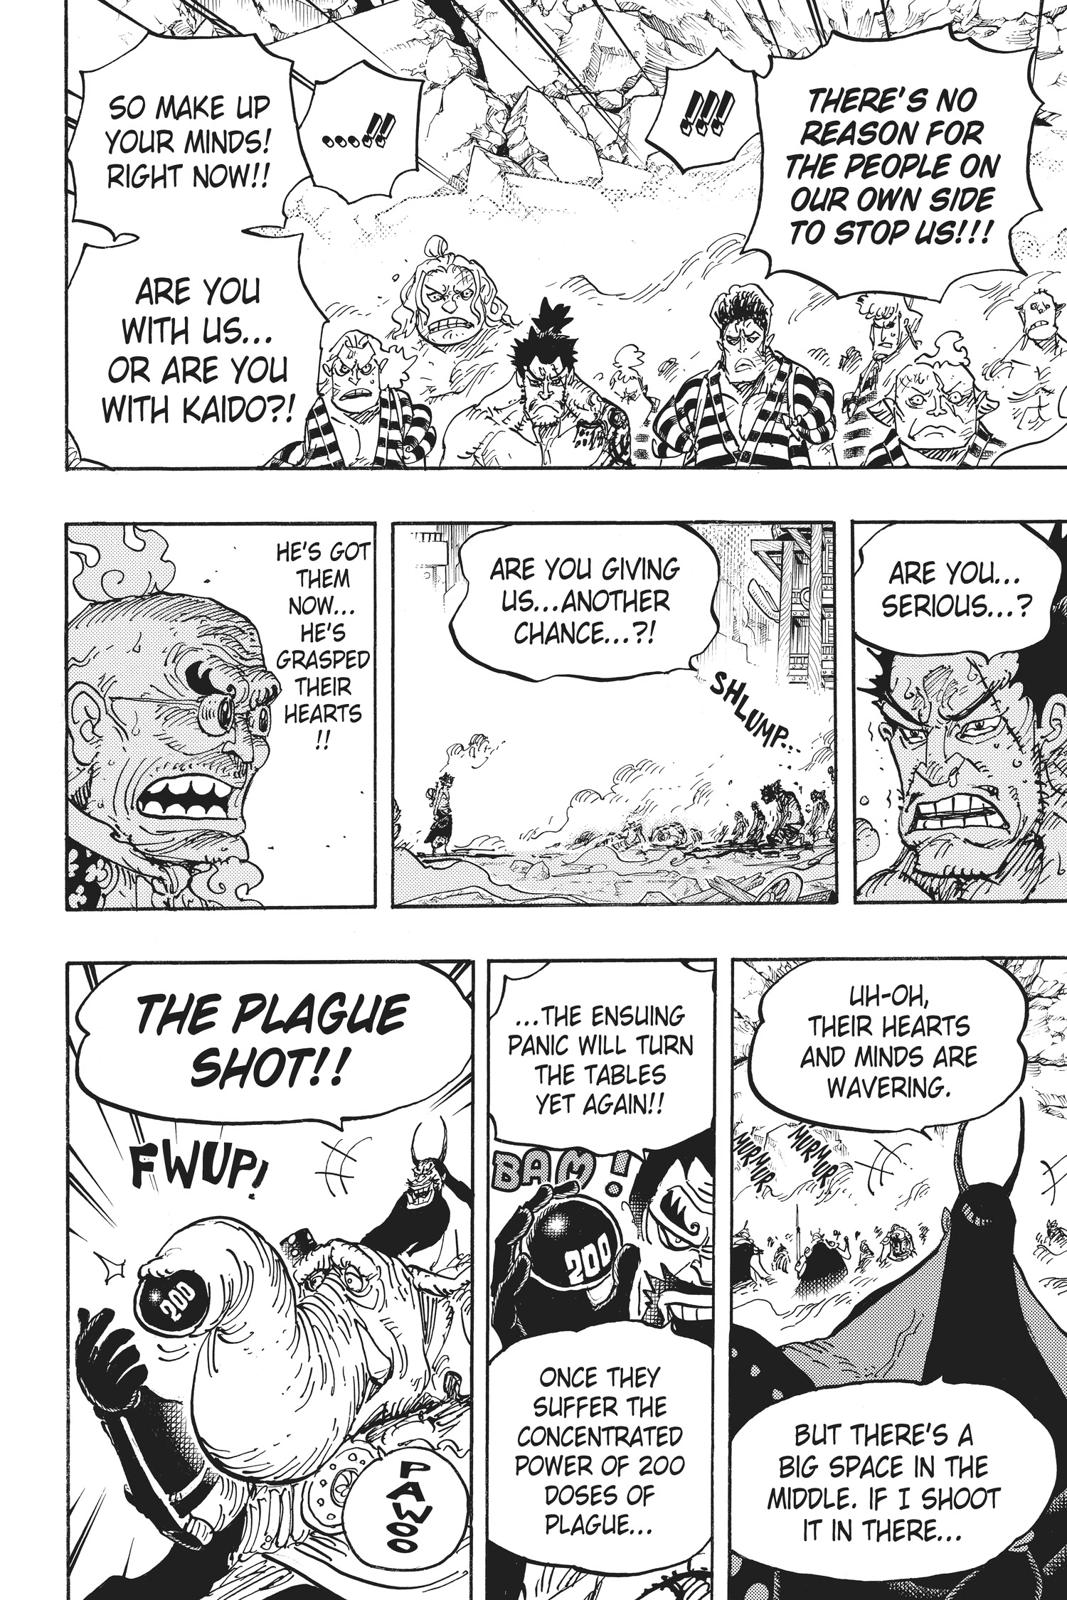 THERE'S NO
REASON FOR
THE PEOPLE ON
OUR OWN SIDE
TO STOP US!!!
!!!!
.....!!
SO MAKE UP
YOUR MINDS!
RIGHT NOW!!
ARE YOU
WITH US...
OR ARE YOU
WITH KAIDO?!
ARE YOU...
SERIOUS...?
ARE YOU GIVING
US...ANOTHER
CHANCE...?!
SHLUMP...
HE'S GOT
THEM
NOW...
HE'S
GRASPED
THEIR
HEARTS
!!
UH-OH,
THEIR HEARTS
AND MINDS ARE
WAVERING.
MURMUR
MURMUR
BUT THERE'S A
BIG SPACE IN THE
MIDDLE. IF I SHOOT
IT IN THERE...
...THE ENSUING
PANIC WILL TURN
THE TABLES
YET AGAIN!!
BAM!
200
ONCE THEY
SUFFER THE
CONCENTRATED
POWER OF 200
DOSES OF
PLAGUE...
THE PLAGUE
SHOT!!
FWUP!
200
PAWOO